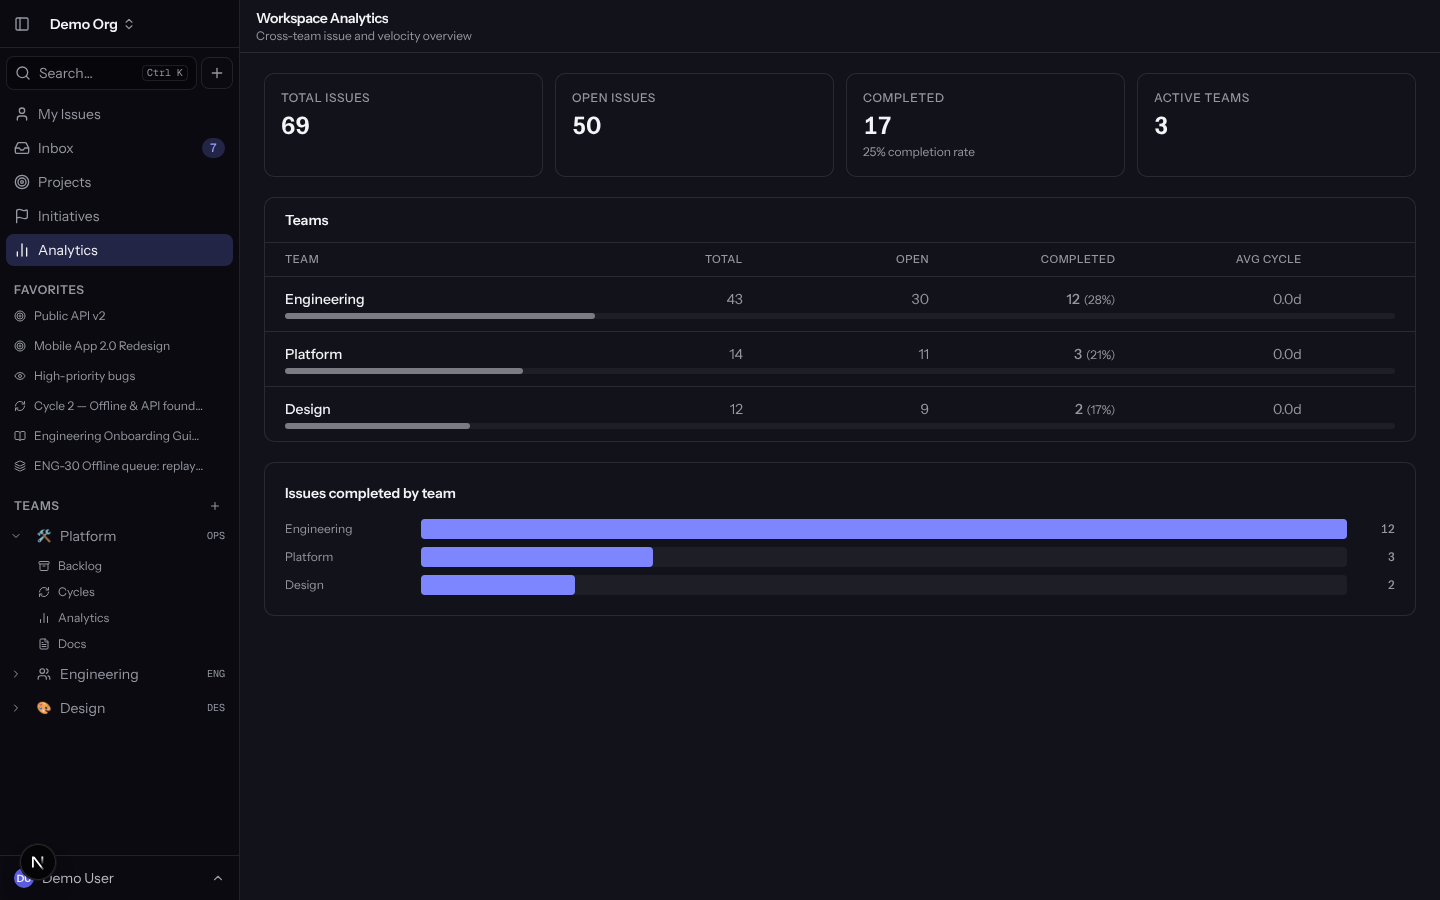 Demo Org
Search...
Ctrl K
My Issues
Inbox
7
Projects
Initiatives
Analytics
FAVORITES
Public API v2
Mobile App 2.0 Redesign
High-priority bugs
Cycle 2 — Offline & API found...
Engineering Onboarding Gui...
ENG-30 Offline queue: replay...
TEAMS
Platform OPS
Backlog
Cycles
Analytics
Docs
Engineering ENG
Design DES
Demo User
Workspace Analytics
Cross-team issue and velocity overview
TOTAL ISSUES
69
OPEN ISSUES
50
COMPLETED
17
25% completion rate
ACTIVE TEAMS
3
Teams
TEAM TOTAL OPEN COMPLETED AVG CYCLE
Engineering 43 30 12 (28%) 0.0d
Platform 14 11 3 (21%) 0.0d
Design 12 9 2 (17%) 0.0d
Issues completed by team
Engineering 12
Platform 3
Design 2